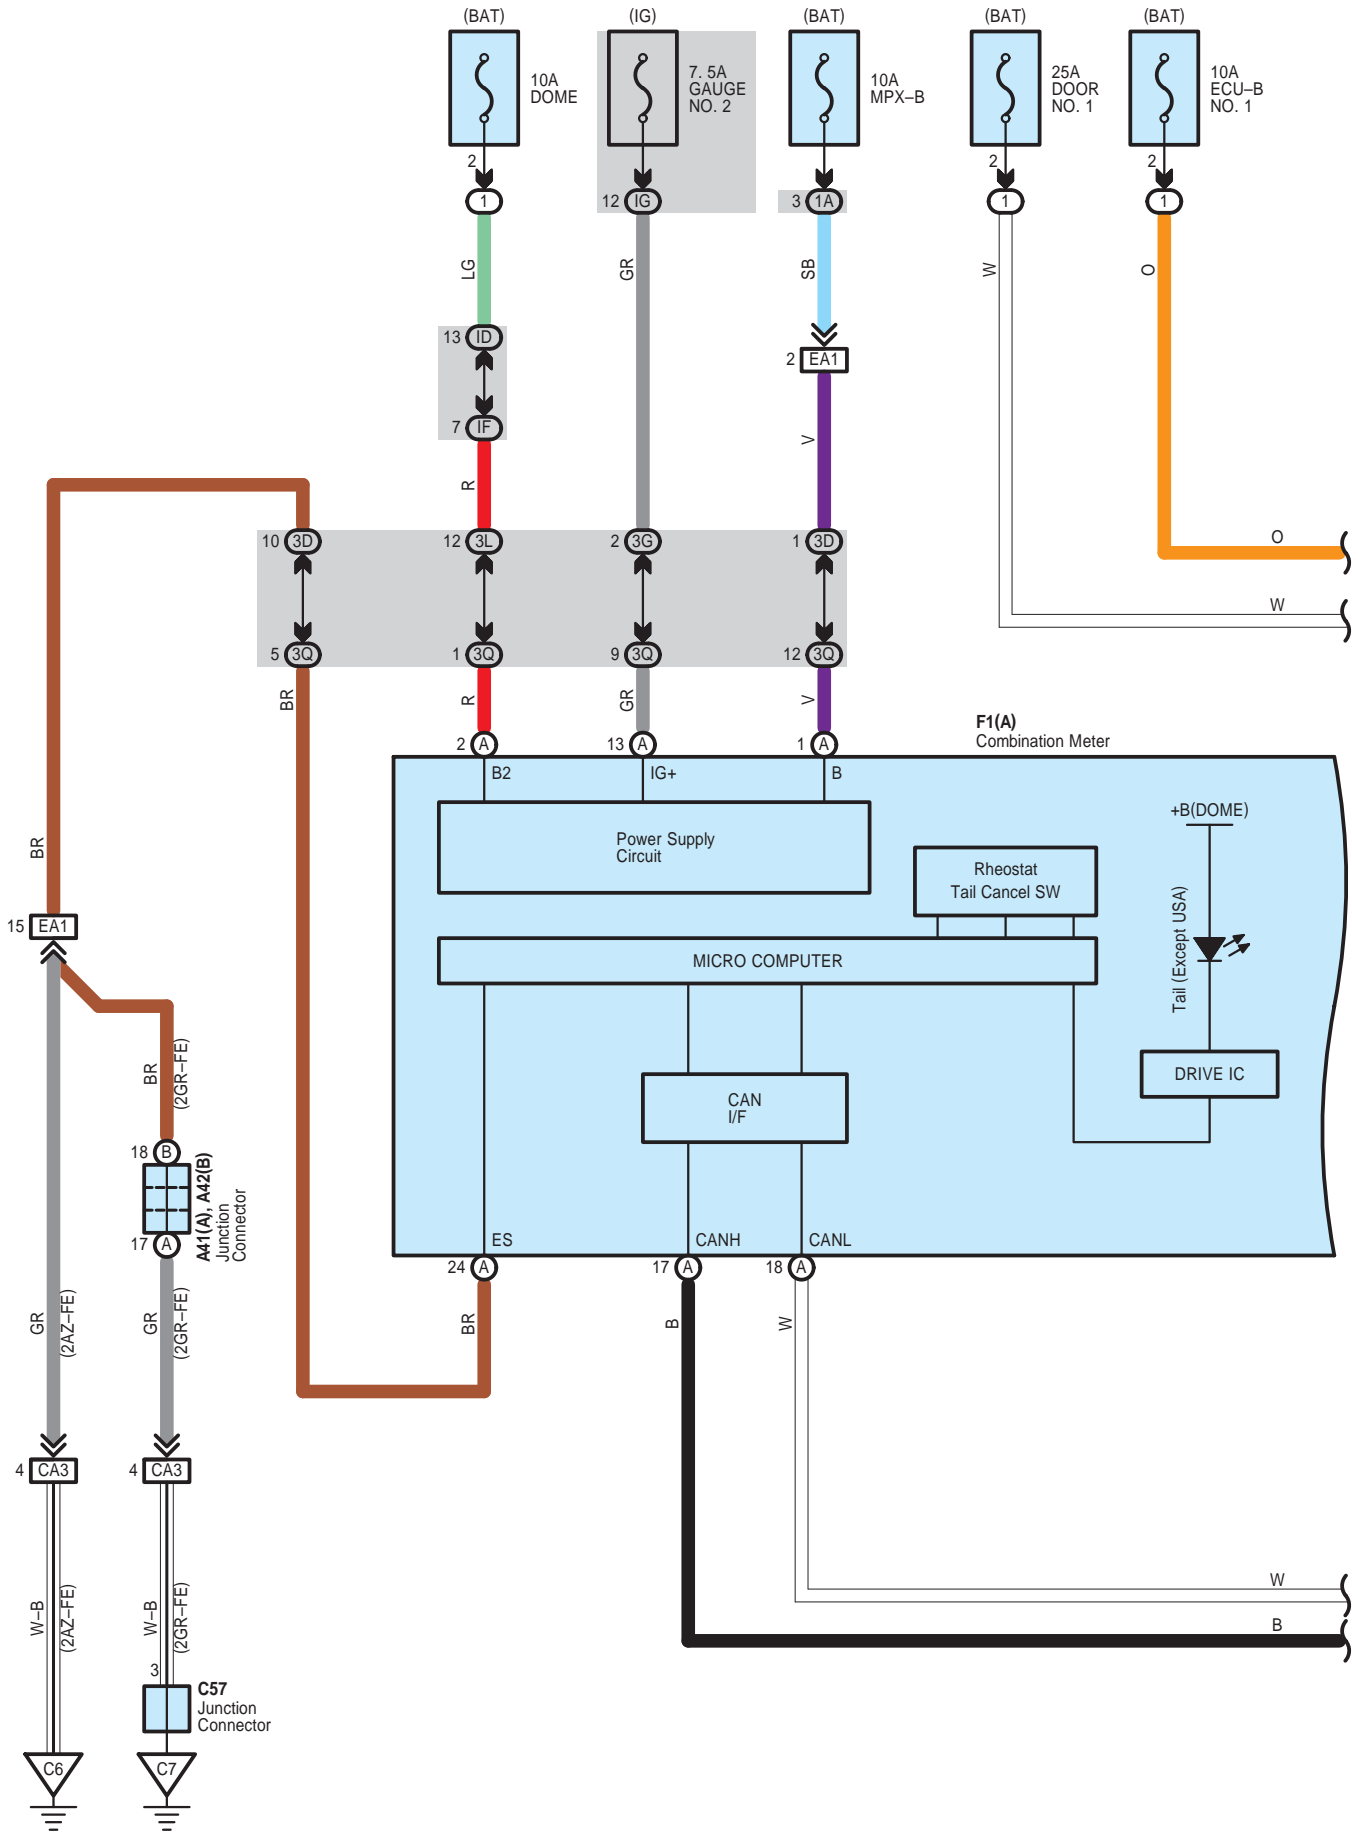 (BAT)
(IG)
(BAT)
(BAT)
(BAT)
10A
DOME
7. 5A
GAUGE
NO. 2
10A
MPX–B
25A
DOOR
NO. 1
10A
ECU–B
NO. 1
2
2
2
1
12 IG
3 1A
1
1
LG
GR
SB
W
O
13 ID
2 EA1
7 IF
R
V
10 3D
12 3L
2 3G
1 3D
O
W
5 3Q
1 3Q
9 3Q
12 3Q
BR
R
GR
V
F1(A)
Combination Meter
2 A
13 A
1 A
B2
IG+
B
Power Supply
Circuit
+B(DOME)
Rheostat
Tail Cancel SW
Tail (Except USA)
MICRO COMPUTER
DRIVE IC
CAN
I/F
BR
15 EA1
BR
(2GR–FE)
18 B
A41(A), A42(B)
Junction
Connector
17 A
ES
CANH
CANL
24 A
17 A
18 A
GR
(2AZ–FE)
GR
(2GR–FE)
BR
B
W
4 CA3
4 CA3
W–B
(2AZ–FE)
W–B
(2GR–FE)
W
B
3
C57
Junction
Connector
C6
C7